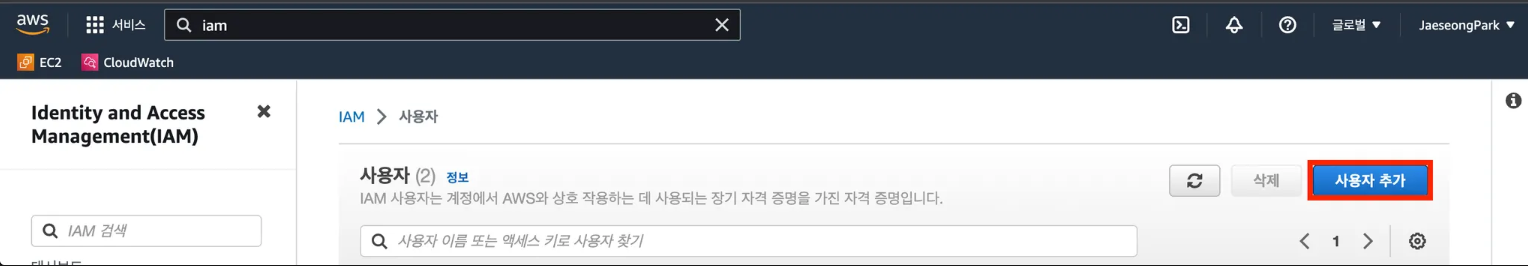 aws 서비스 iam 글로벌 JaeseongPark
EC2 CloudWatch
Identity and Access
Management(IAM)
IAM 사용자
사용자 (2) 정보 삭제 사용자 추가
IAM 사용자는 계정에서 AWS와 상호 작용하는 데 사용되는 장기 자격 증명을 가진 자격 증명입니다.
IAM 검색
사용자 이름 또는 액세스 키로 사용자 찾기 1